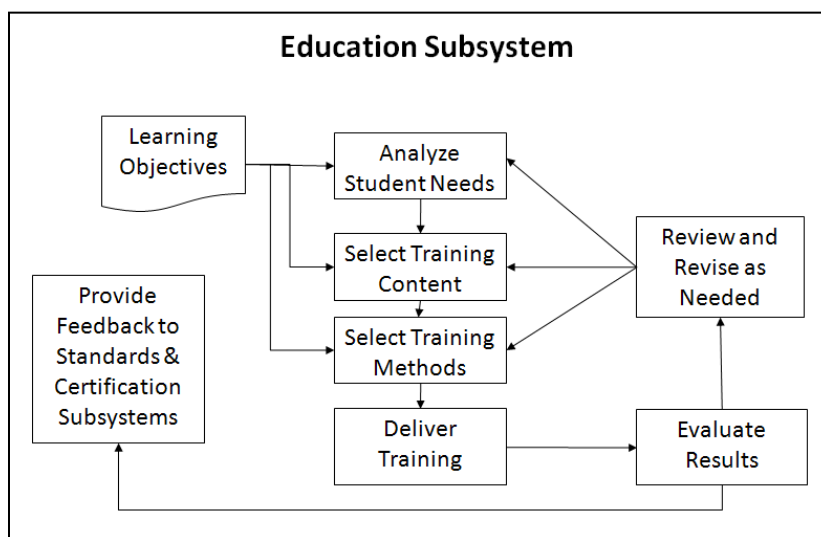 Education Subsystem
Learning
Objectives
Analyze
Student Needs
Select Training
Content
Review and
Revise as
Needed
Provide
Feedback to
Standards &
Certification
Subsystems
Select Training
Methods
Deliver
Training
Evaluate
Results